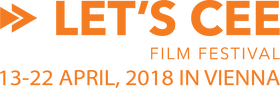 LET'S CEE
FILM FESTIVAL
13-22 APRIL, 2018 IN VIENNA